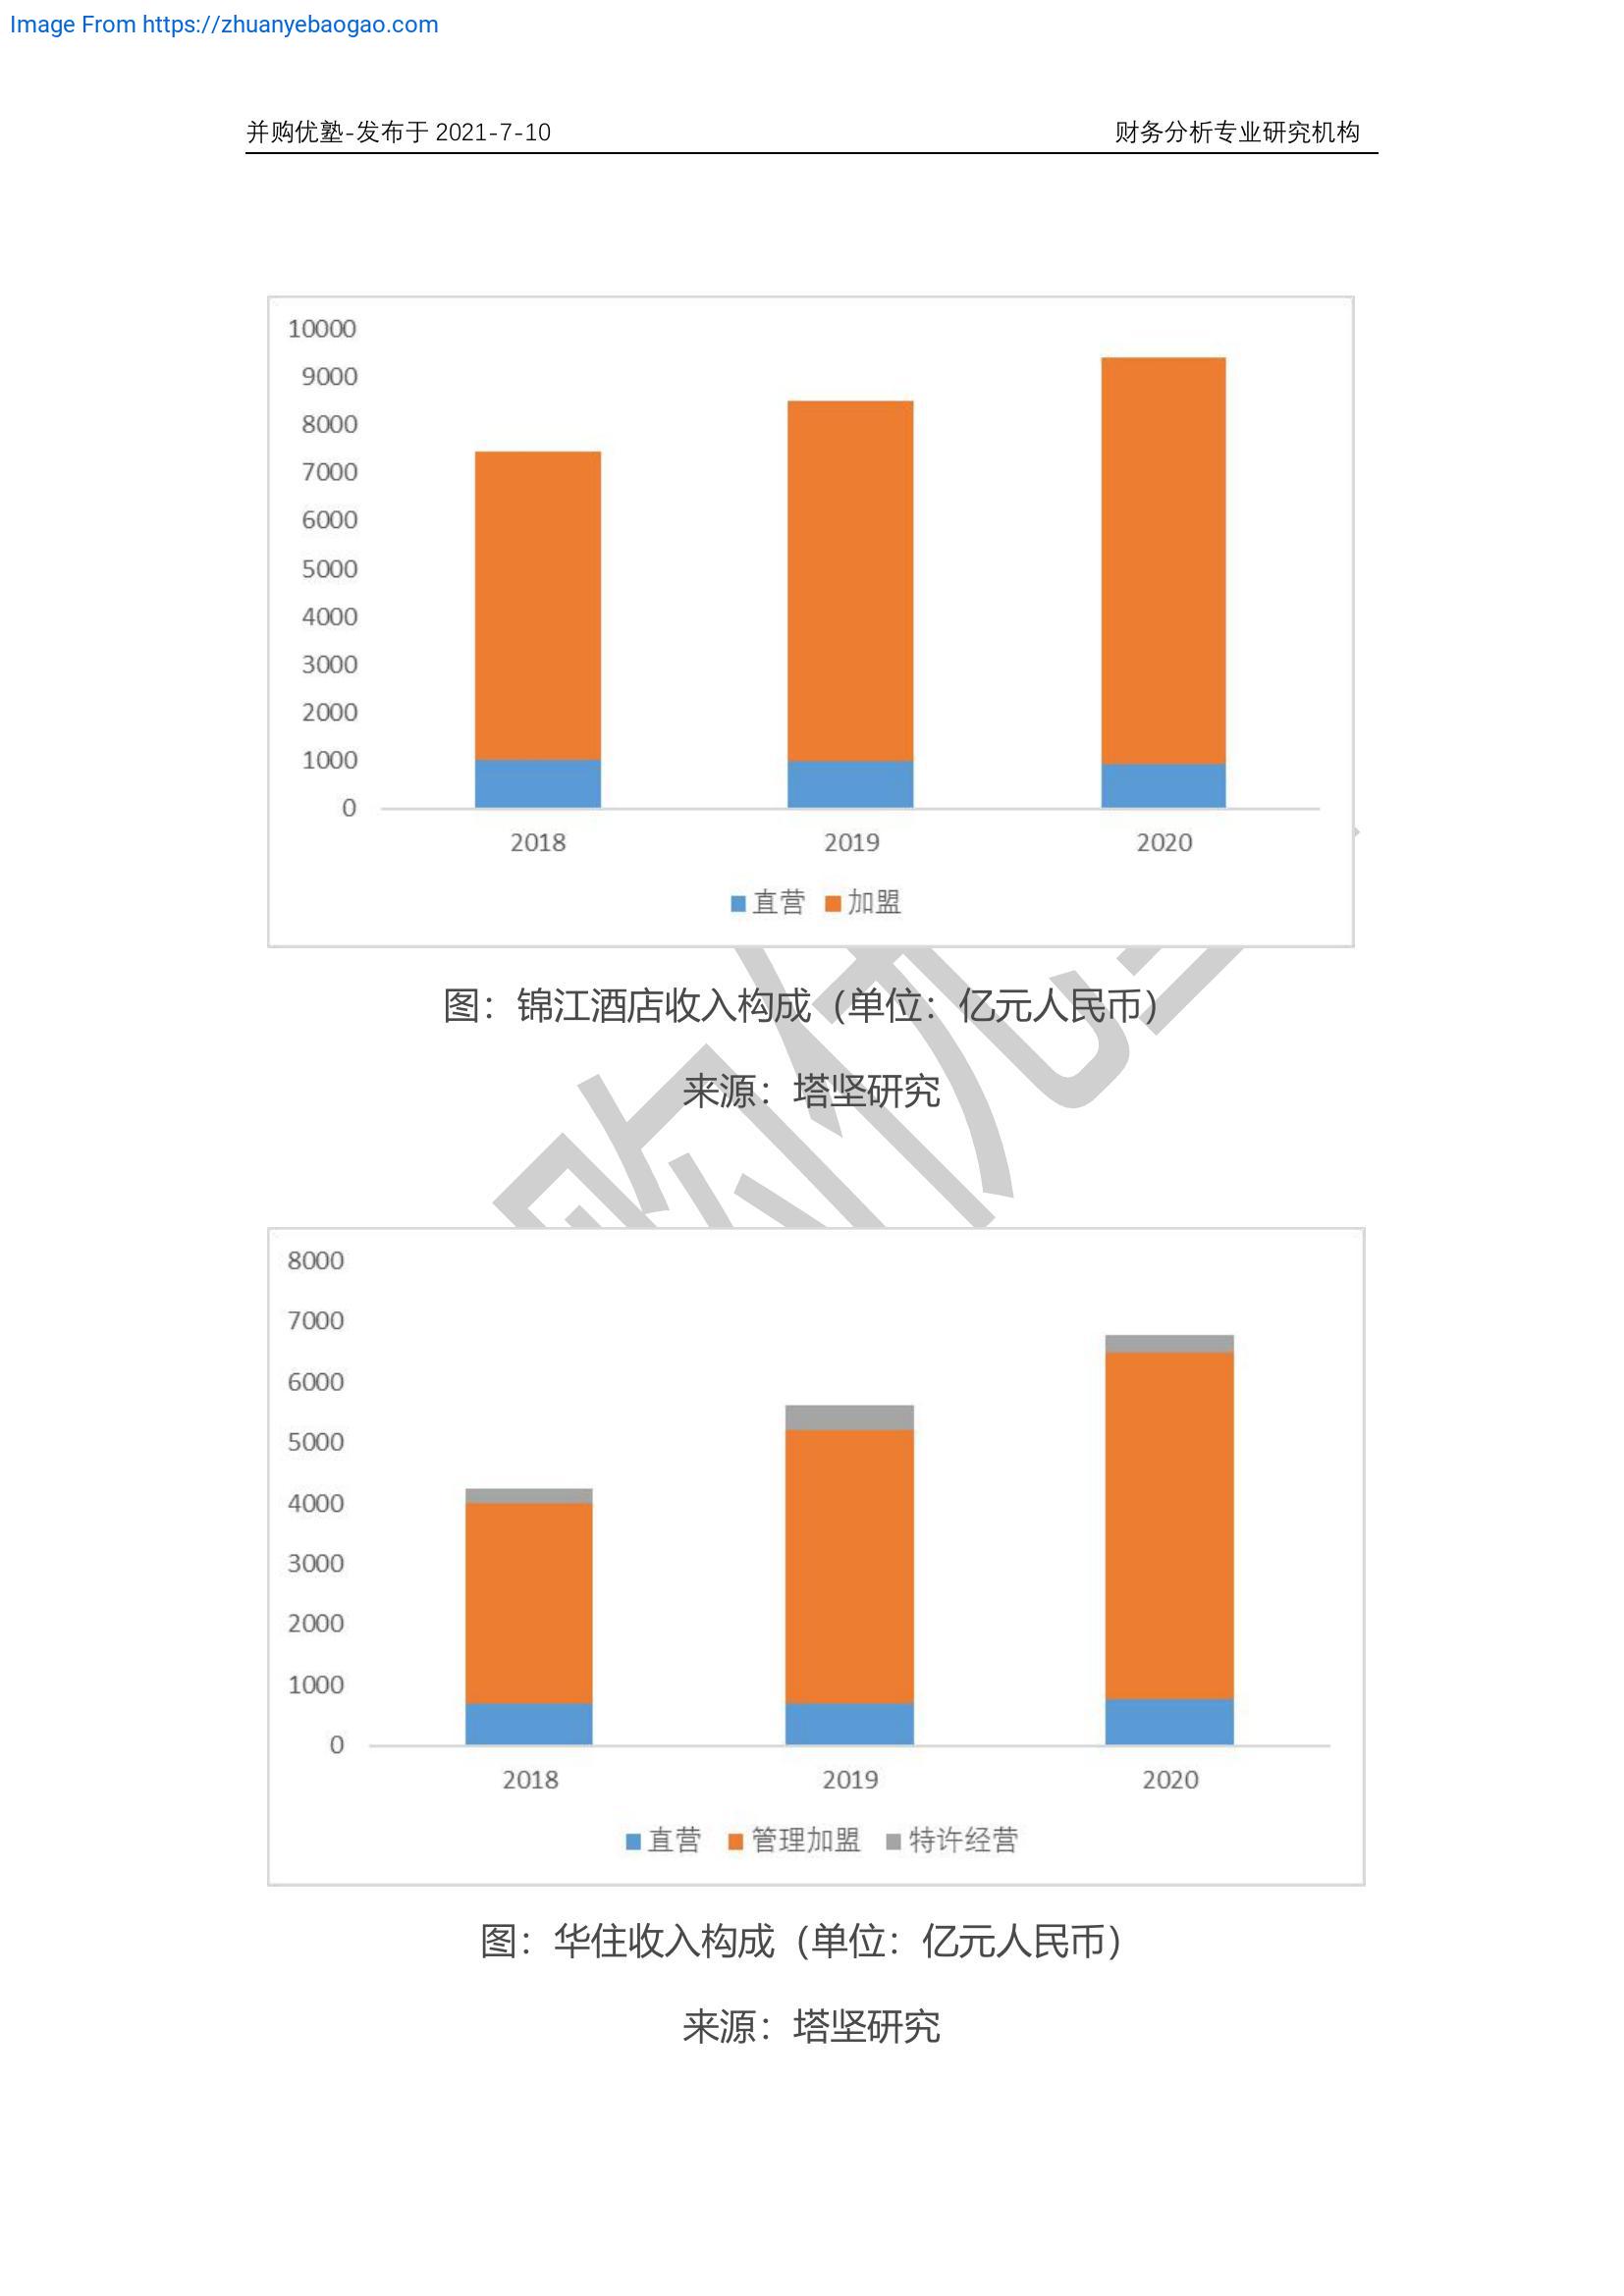 Image From https://zhuanyebaogao.com
并购优塾-发布于 2021-7-10 财务分析专业研究机构
10000
9000
8000
7000
6000
5000
4000
3000
2000
1000
0
2018 2019 2020
直营 加盟
图：锦江酒店收入构成（单位：亿元人民币）
来源：塔坚研究
8000
7000
6000
5000
4000
3000
2000
1000
0
2018 2019 2020
直营 管理加盟 特许经营
图：华住收入构成（单位：亿元人民币）
来源：塔坚研究